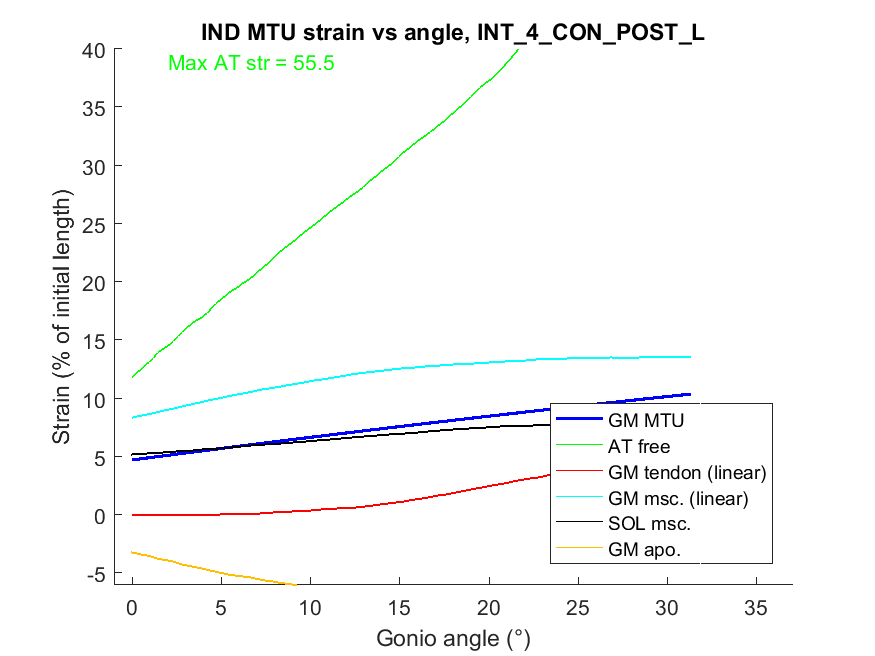 IND MTU strain vs angle, INT_4_CON_POST_L
Max AT str = 55.5
Strain (% of initial length)
40
35
30
25
20
15
10
5
0
-5
0 5 10 15 20 25 30 35
Gonio angle (°)
GM MTU
AT free
GM tendon (linear)
GM msc. (linear)
SOL msc.
GM apo.